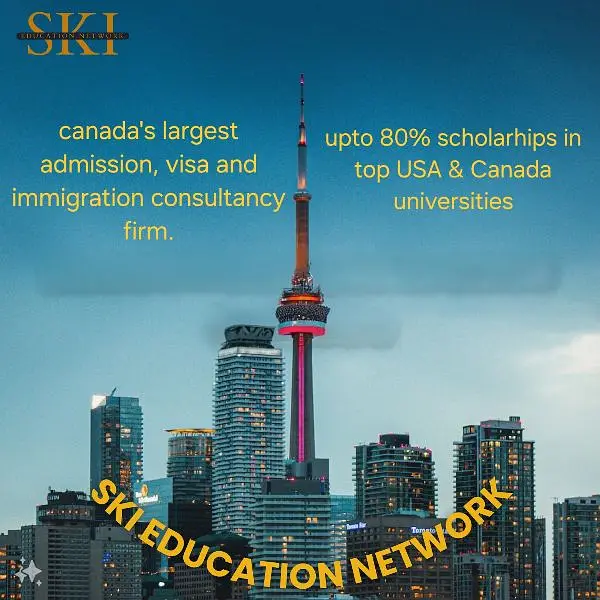 SKI
EDUCATION NETWORK
canada's largest
admission, visa and
immigration consultancy
firm.
upto 80% scholarhips in
top USA & Canada
universities
SKI EDUCATION NETWORK